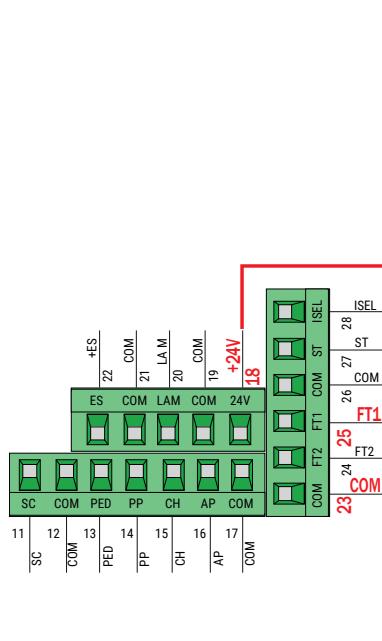 ISEL
ISEL
28
ST
ST
27
COM
COM
26
FT1
FT1
25
FT2
FT2
24
COM
COM
23
+ES
COM
LA M
COM
+24V
22
21
20
19
18
ES COM LAM COM 24V
SC COM PED PP CH AP COM
11 12 13 14 15 16 17
SC
COM
PED
PP
CH
AP
COM